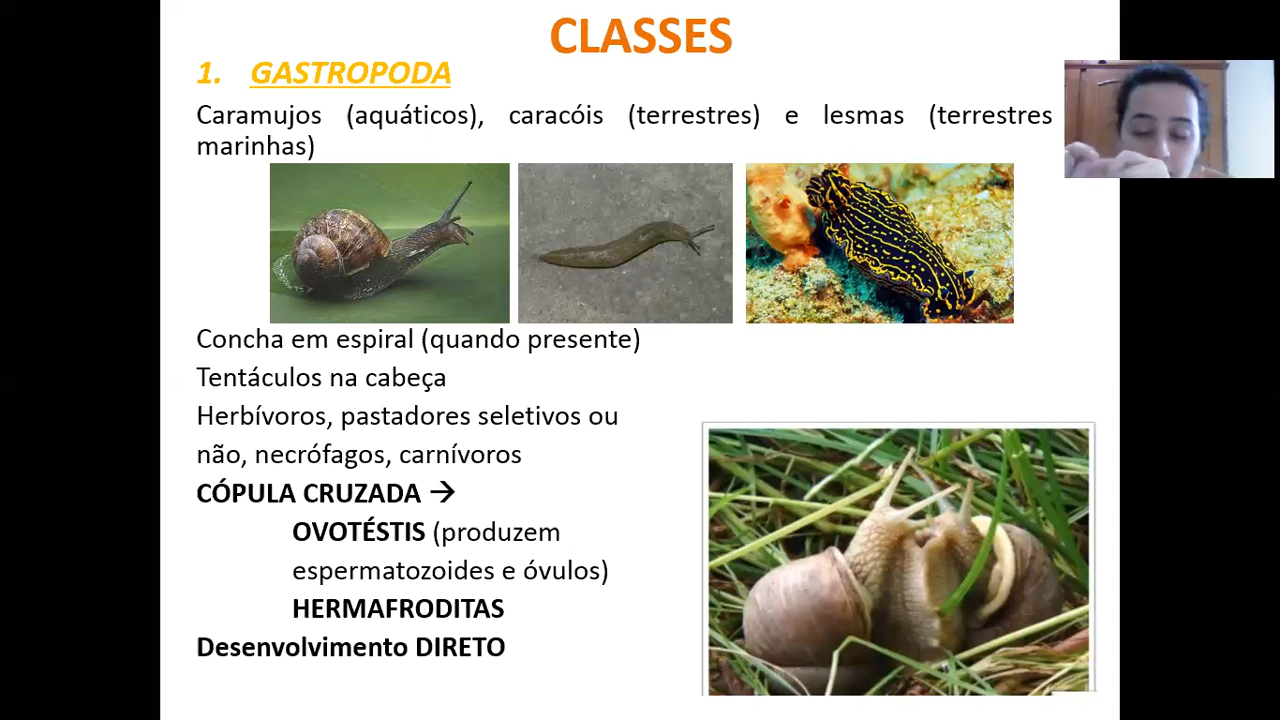 CLASSES
1. GASTROPODA
Caramujos (aquáticos), caracóis (terrestres) e lesmas (terrestres
marinhas)
Concha em espiral (quando presente)
Tentáculos na cabeça
Herbívoros, pastadores seletivos ou
não, necrófagos, carnívoros
CÓPULA CRUZADA →
OVOTÉSTIS (produzem
espermatozoides e óvulos)
HERMAFRODITAS
Desenvolvimento DIRETO